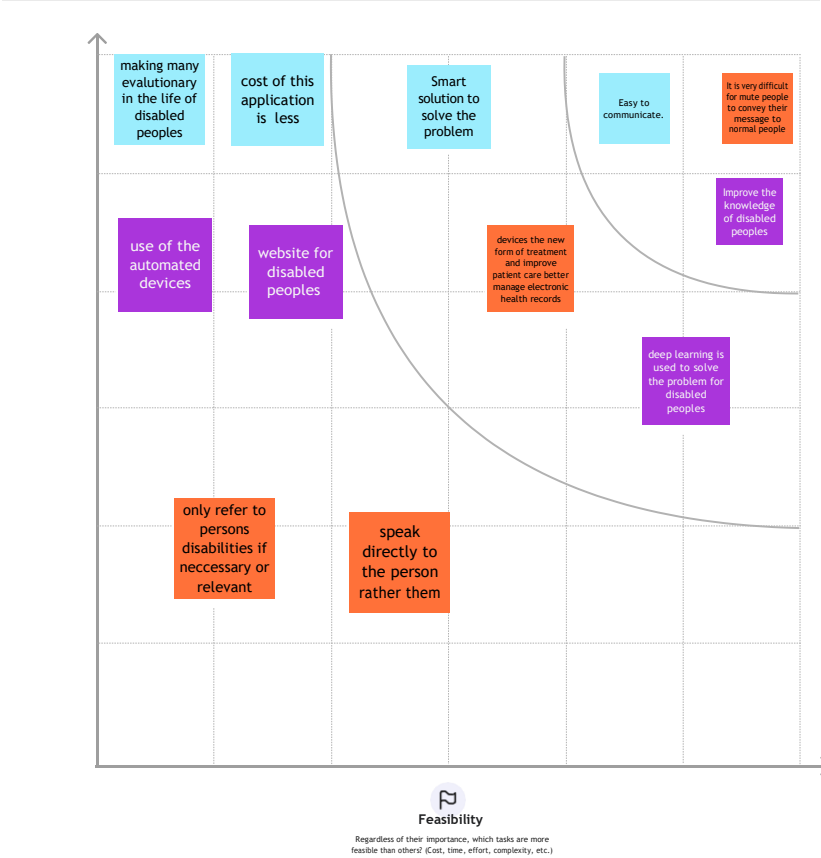 making many
evalutionary
in the life of
disabled
peoples
cost of this
application
is less
Smart
solution to
solve the
problem
Easy to
communicate.
It is very difficult
for mute people
to convey their
message to
normal people
Improve the
knowledge
of disabled
peoples
use of the
automated
devices
website for
disabled
peoples
devices the new
form of treatment
and improve
patient care better
manage electronic
health records
deep learning is
used to solve
the problem for
disabled
peoples
only refer to
persons
disabilities if
neccessary or
relevant
speak
directly to
the person
rather them
Feasibility
Regardless of their importance, which tasks are more
feasible than others? (Cost, time, effort, complexity, etc.)